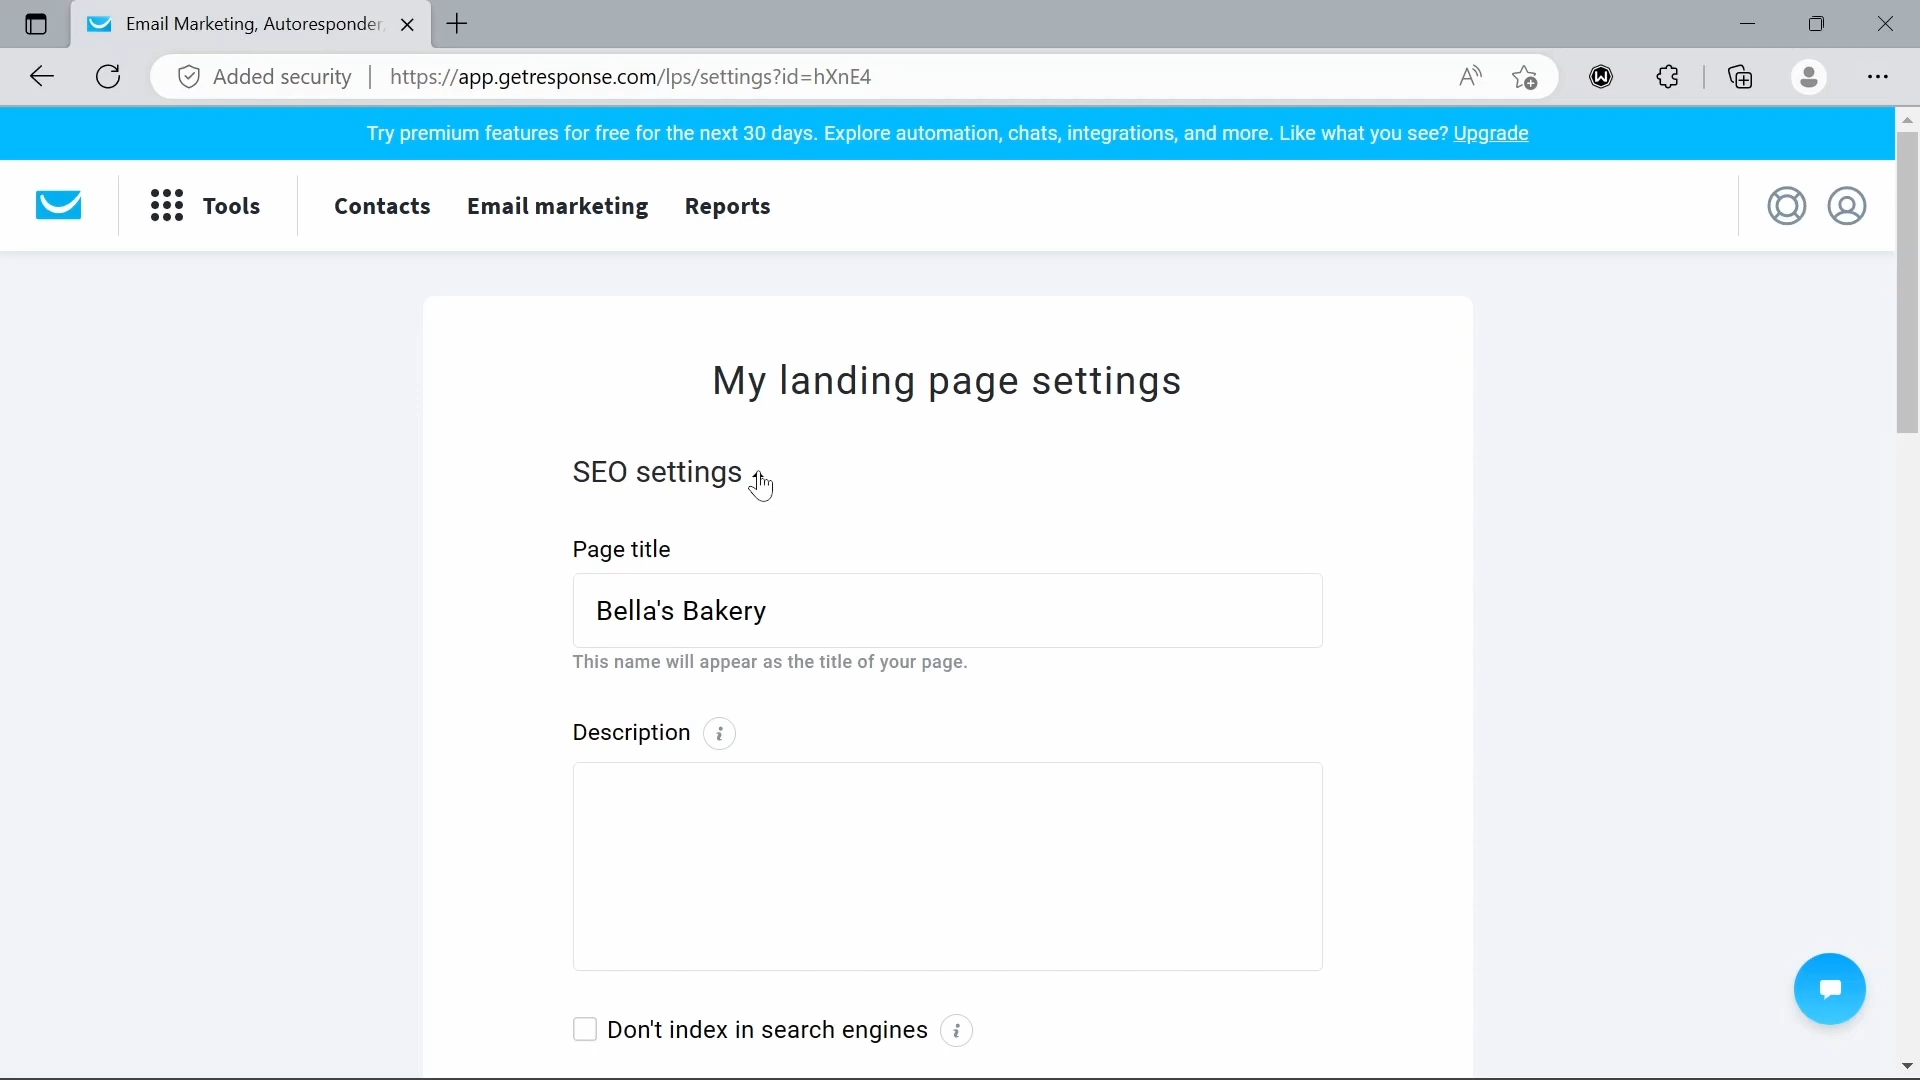 Email Marketing, Autoresponder,
Added security
https://app.getresponse.com/lps/settings?id=hXnE4
Try premium features for free for the next 30 days. Explore automation, chats, integrations, and more. Like what you see? Upgrade
Tools
Contacts
Email marketing
Reports
My landing page settings
SEO settings
Page title
Bella's Bakery
This name will appear as the title of your page.
Description
Don't index in search engines